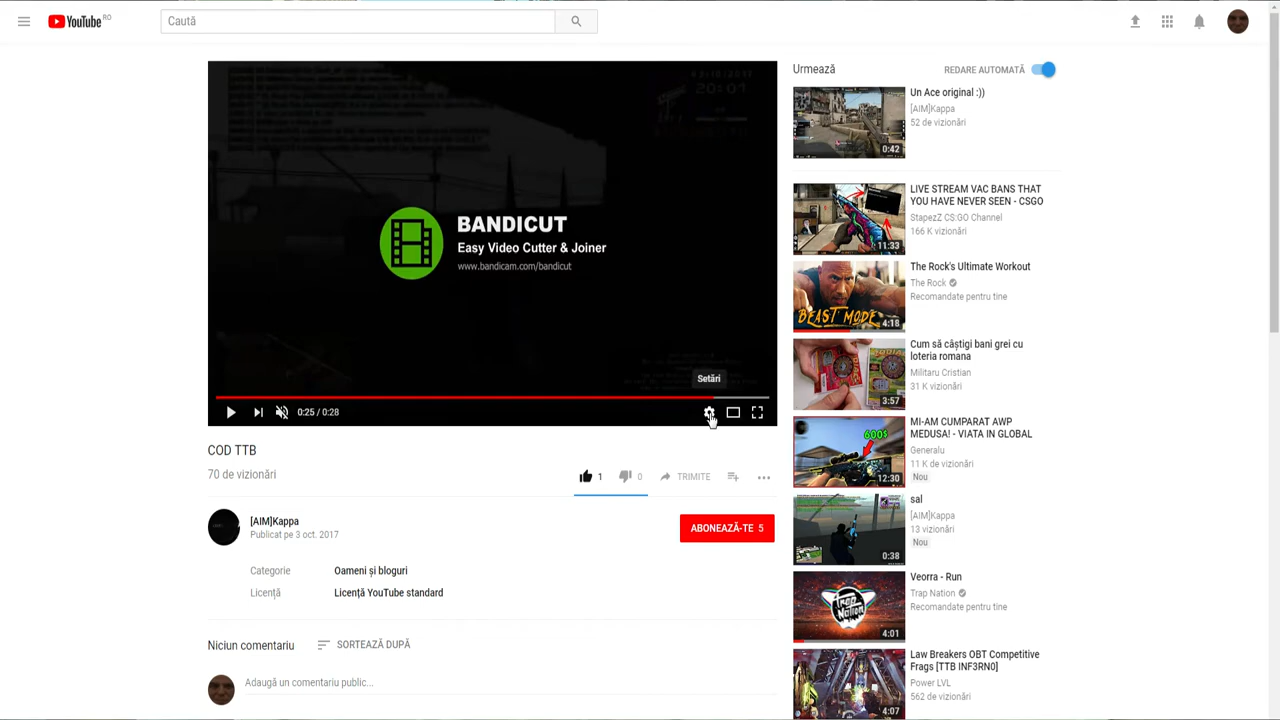 YouTube RO
Caută
20:01
BANDICUT
Easy Video Cutter & Joiner
www.bandicam.com/bandicut
Setări
0:25 / 0:28
COD TTB
70 de vizionări
1
0
TRIMITE
[AIM]Kappa
Publicat pe 3 oct. 2017
ABONEAZĂ-TE 5
Categorie
Oameni și bloguri
Licență
Licență YouTube standard
Niciun comentariu
SORTEAZĂ DUPĂ
Adaugă un comentariu public...
Urmează
REDARE AUTOMATĂ
Un Ace original :))
[AIM]Kappa
52 de vizionări
0:42
LIVE STREAM VAC BANS THAT
YOU HAVE NEVER SEEN - CSGO
StapezZ CS:GO Channel
166 K vizionări
11:33
The Rock's Ultimate Workout
The Rock
Recomandate pentru tine
BEAST MODE
4:18
Cum să câștigi bani grei cu
loteria romana
Militaru Cristian
31 K vizionări
3:57
MI-AM CUMPARAT AWP
MEDUSA! - VIATA IN GLOBAL
Generalu
11 K de vizionări
Nou
600$
12:30
sal
[AIM]Kappa
13 vizionări
Nou
0:38
Veorra - Run
Trap Nation
Recomandate pentru tine
Trap Nation
4:01
Law Breakers OBT Competitive
Frags [TTB INF3RN0]
Power LVL
562 de vizionări
4:07